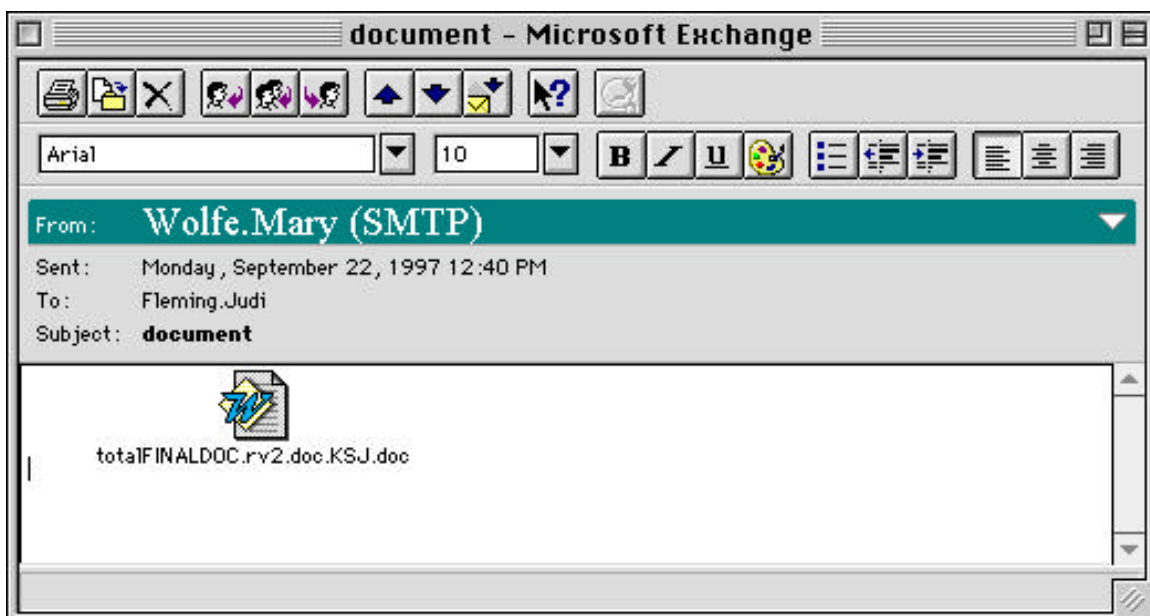 document - Microsoft Exchange
Arial 10 B I U
From: Wolfe.Mary (SMTP)
Sent: Monday, September 22, 1997 12:40 PM
To: Fleming.Judi
Subject: document
totalFINALDOC.rv2.doc.KSJ.doc